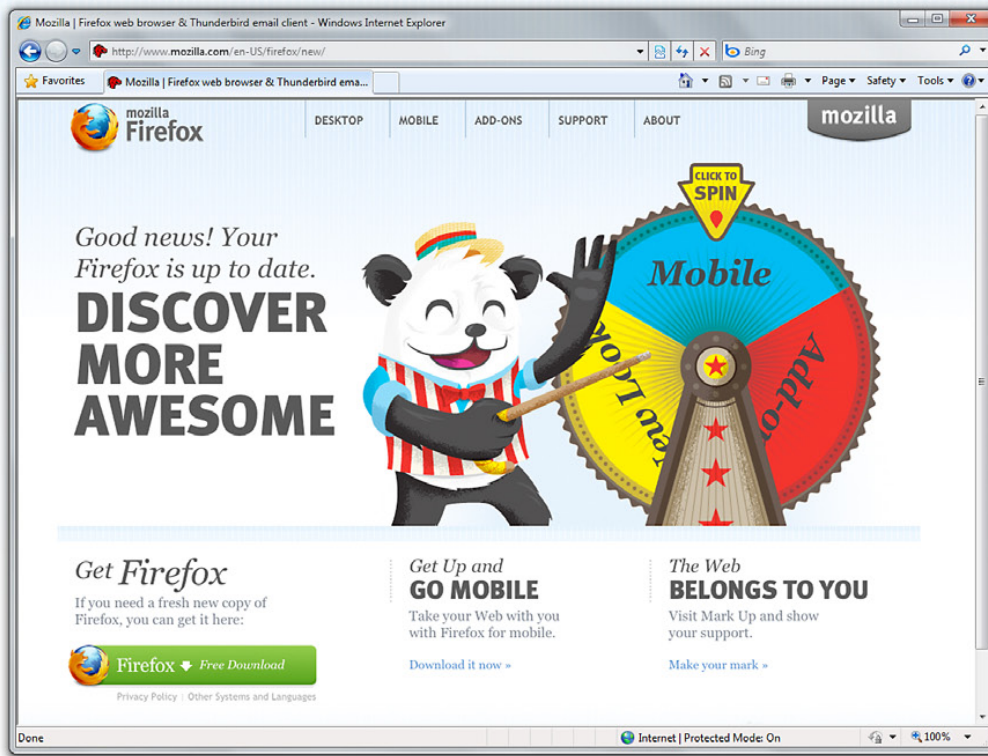 Mozilla | Firefox web browser & Thunderbird email client - Windows Internet Explorer
http://www.mozilla.com/en-US/firefox/new/
Bing
Favorites
Mozilla | Firefox web browser & Thunderbird ema...
Page
Safety
Tools
mozilla
Firefox
DESKTOP
MOBILE
ADD-ONS
SUPPORT
ABOUT
mozilla
CLICK TO
SPIN
Good news! Your
Firefox is up to date.
DISCOVER
MORE
AWESOME
Mobile
ew Look
Add-o
Get Firefox
If you need a fresh new copy of
Firefox, you can get it here:
Firefox Free Download
Privacy Policy | Other Systems and Languages
Get Up and
GO MOBILE
Take your Web with you
with Firefox for mobile.
Download it now »
The Web
BELONGS TO YOU
Visit Mark Up and show
your support.
Make your mark »
Done
Internet | Protected Mode: On
100%